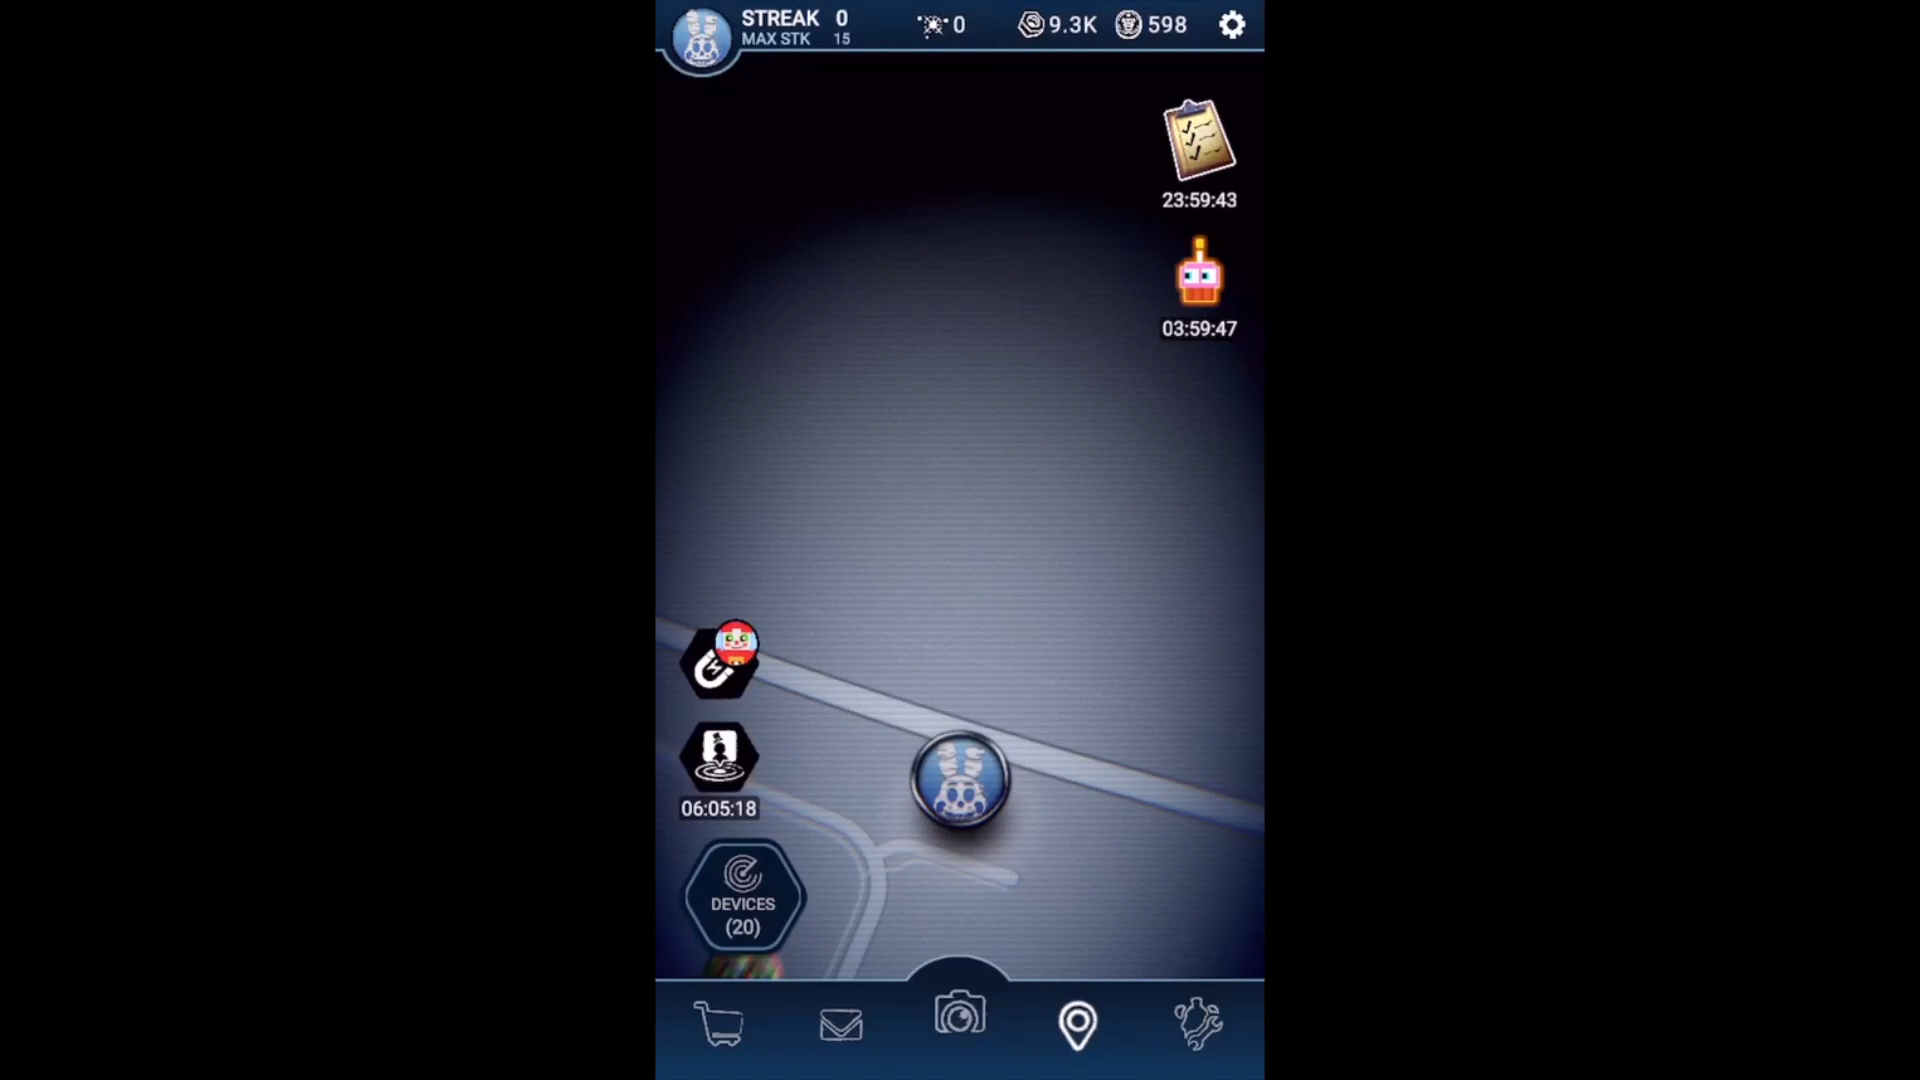 STREAK 0
MAX STK 15
0
9.3K
598
23:59:43
03:59:47
06:05:18
DEVICES
(20)